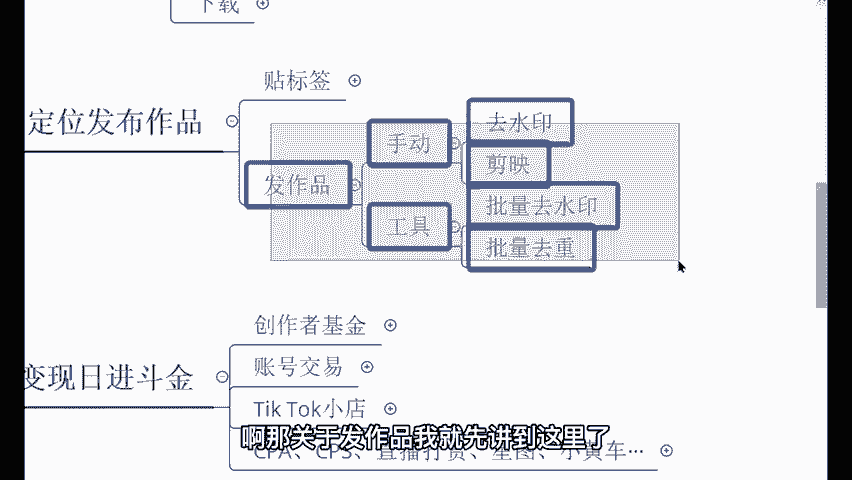 下载
贴标签
定位发布作品
手动
去水印
剪映
发作品
工具
批量去水印
批量去重
创作者基金
变现日进斗金
账号交易
Tik Tok小店
CPA、CPS、直播打赏、星图、小黄车…
啊那关于发作品我就先讲到这里了